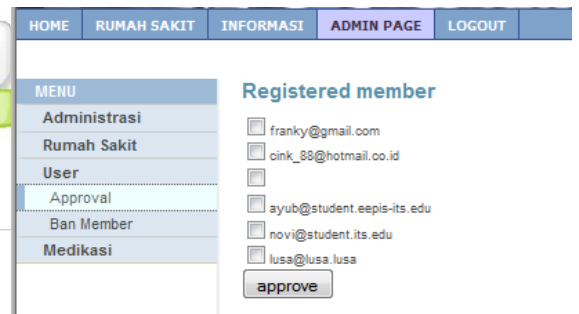 HOME RUMAH SAKIT INFORMASI ADMIN PAGE LOGOUT
MENU
Administrasi
Rumah Sakit
User
Approval
Ban Member
Medikasi
Registered member
franky@gmail.com
cink_88@hotmail.co.id
ayub@student.eepis-its.edu
novi@student.its.edu
lusa@lusa.lusa
approve